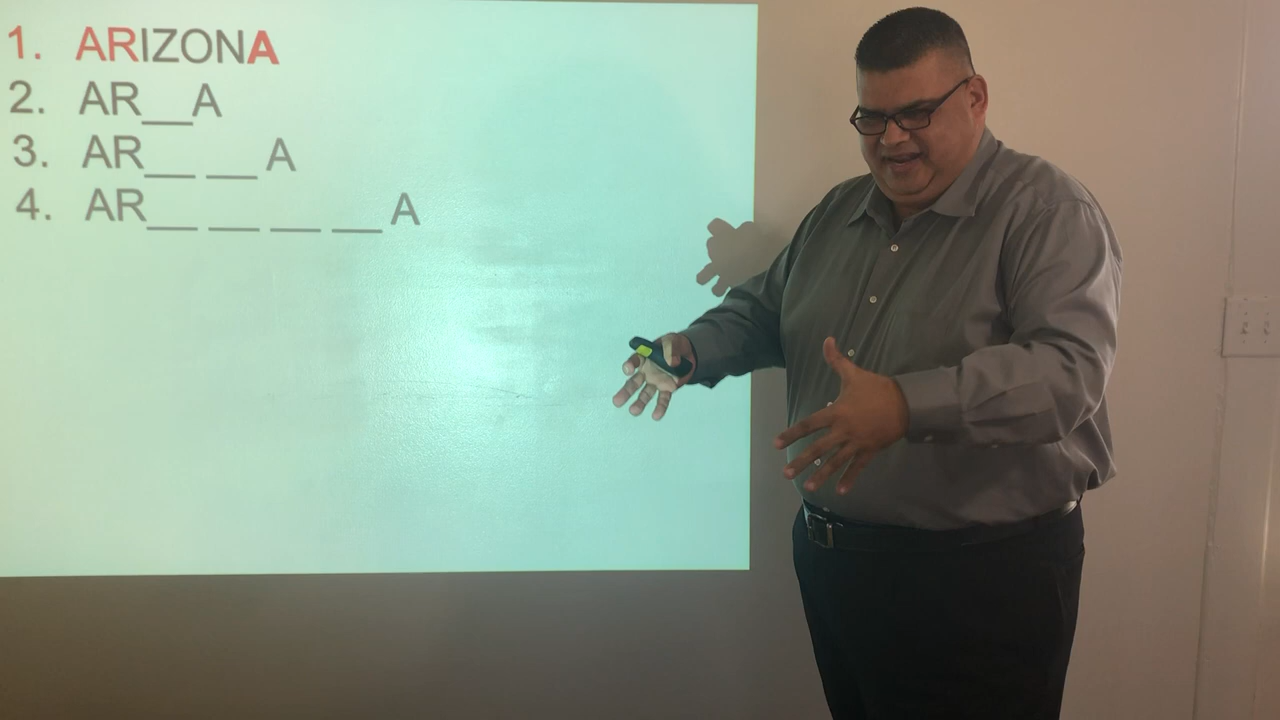 1. ARIZONA
2. AR__A
3. AR__ __A
4. AR__ __ __ __A